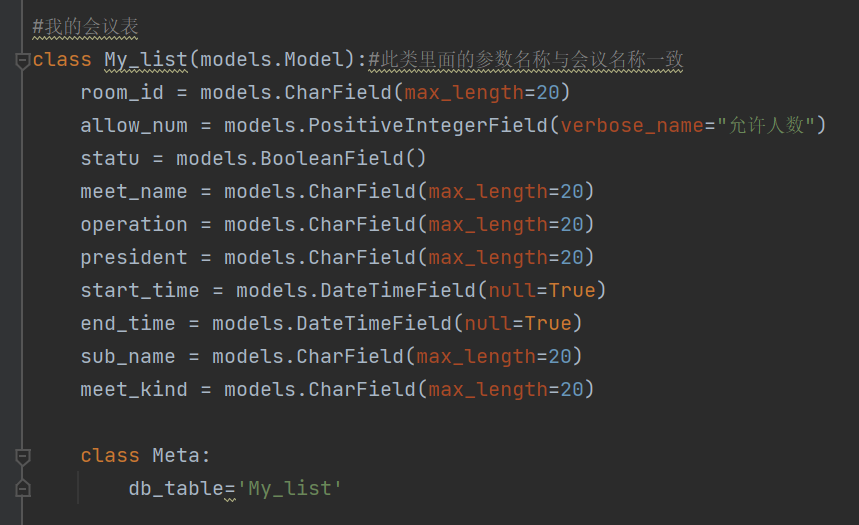 #我的会议表
class My_list(models.Model):#此类里面的参数名称与会议名称一致
room_id = models.CharField(max_length=20)
allow_num = models.PositiveIntegerField(verbose_name="允许人数")
statu = models.BooleanField()
meet_name = models.CharField(max_length=20)
operation = models.CharField(max_length=20)
president = models.CharField(max_length=20)
start_time = models.DateTimeField(null=True)
end_time = models.DateTimeField(null=True)
sub_name = models.CharField(max_length=20)
meet_kind = models.CharField(max_length=20)
class Meta:
db_table='My_list'